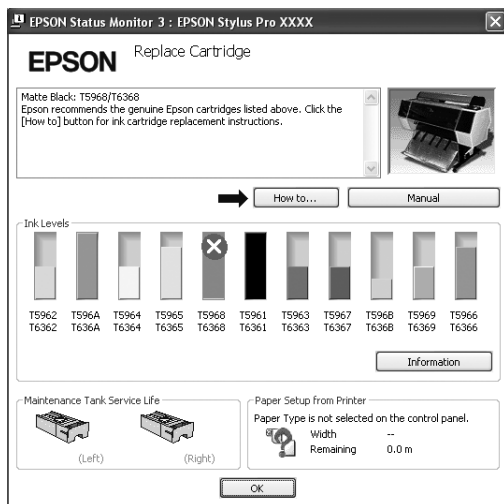 EPSON Status Monitor 3 : EPSON Stylus Pro XXXX
EPSON
Replace Cartridge
Matte Black: T5968/T6368
Epson recommends the genuine Epson cartridges listed above. Click the
[How to] button for ink cartridge replacement instructions.
How to...
Manual
Ink Levels
T5962 T596A T5964 T5965 T5968 T5961 T5963 T5967 T596B T5969 T5966
T6362 T636A T6364 T6365 T6368 T6361 T6363 T6367 T636B T6369 T6366
Information
Maintenance Tank Service Life
(Left) (Right)
Paper Setup from Printer
Paper Type is not selected on the control panel.
Width --
Remaining 0.0 m
OK